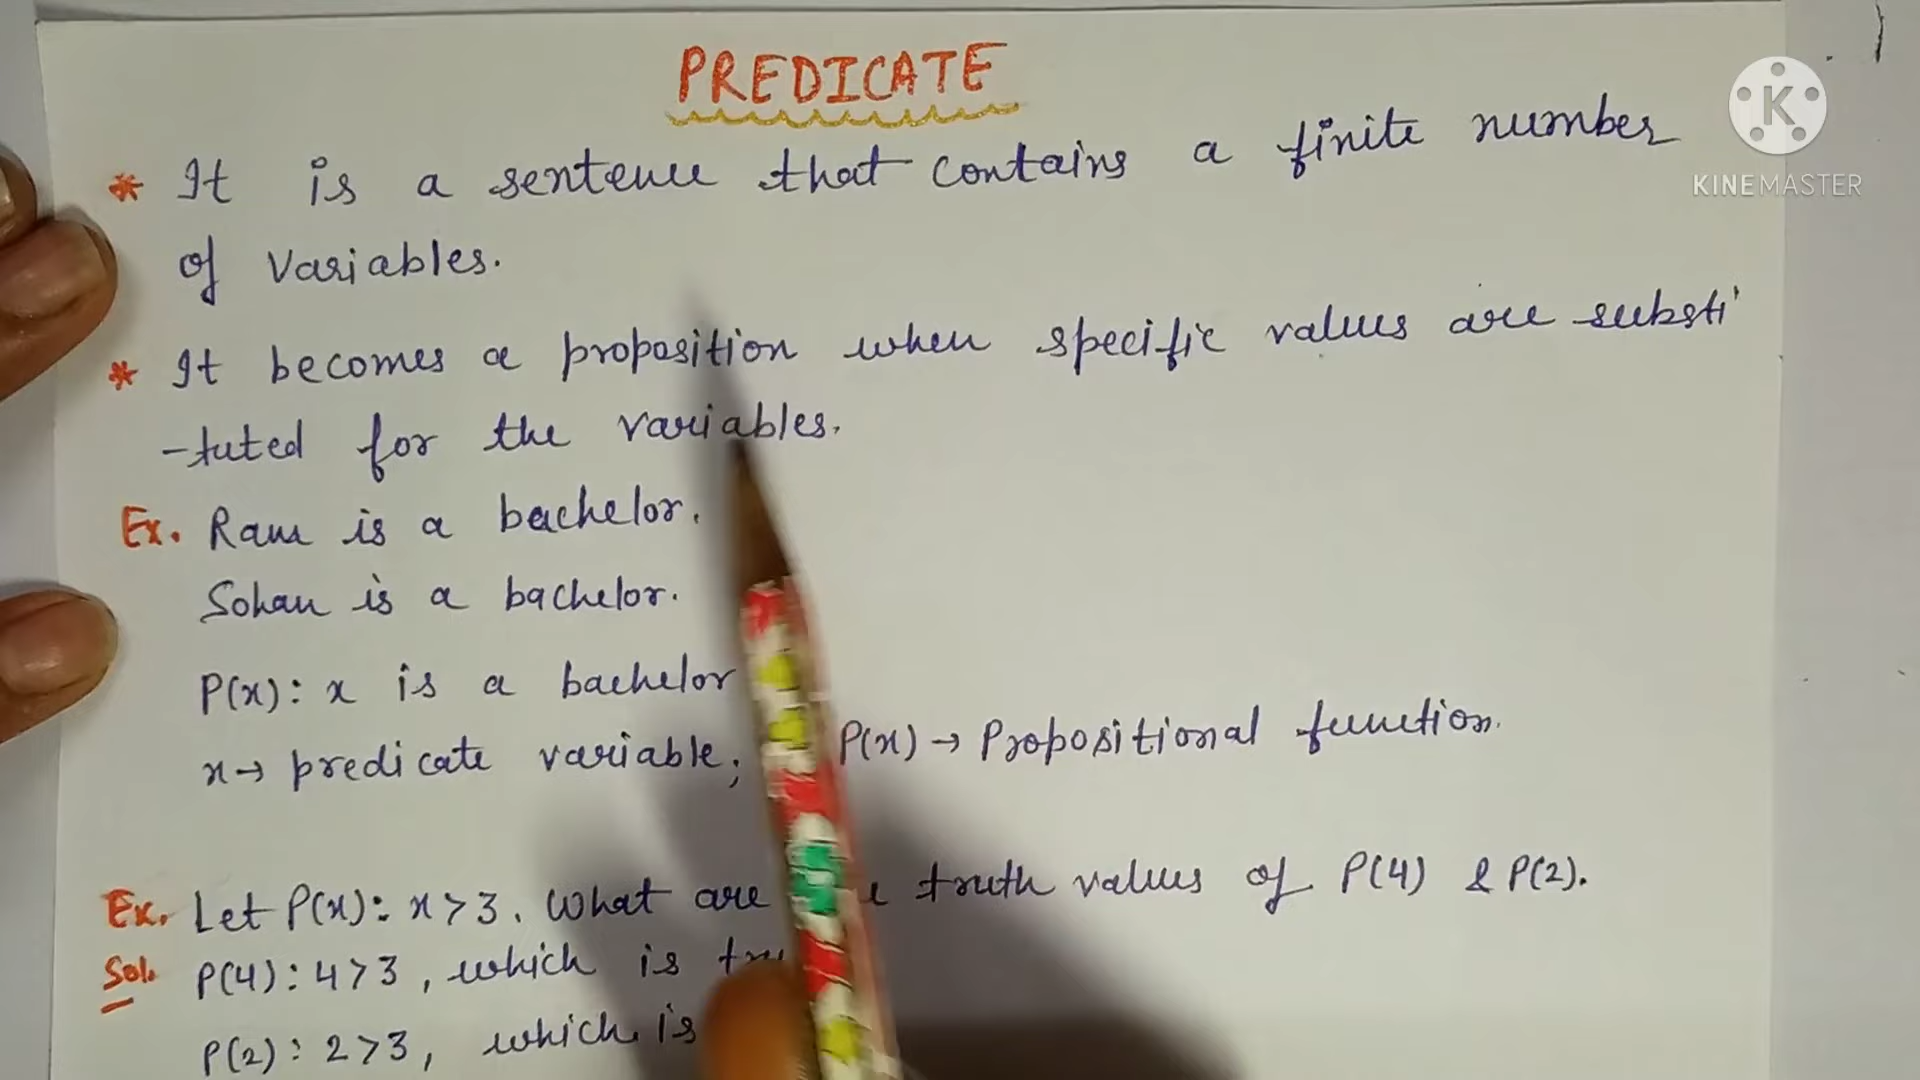 PREDICATE
* It is a sentence that contains a finite number
of variables.
* It becomes a proposition when specific values are substi
-tuted for the variables.
Ex. Ram is a bachelor.
Sohan is a bachelor.
P(x): x is a bachelor
x→ predicate variable; P(x) → Propositional function.
Ex. Let P(x): x > 3. What are truth values of P(4) & P(2).
Sol. P(4): 4>3, which is
P(2): 2>3, which is
K
KINEMASTER